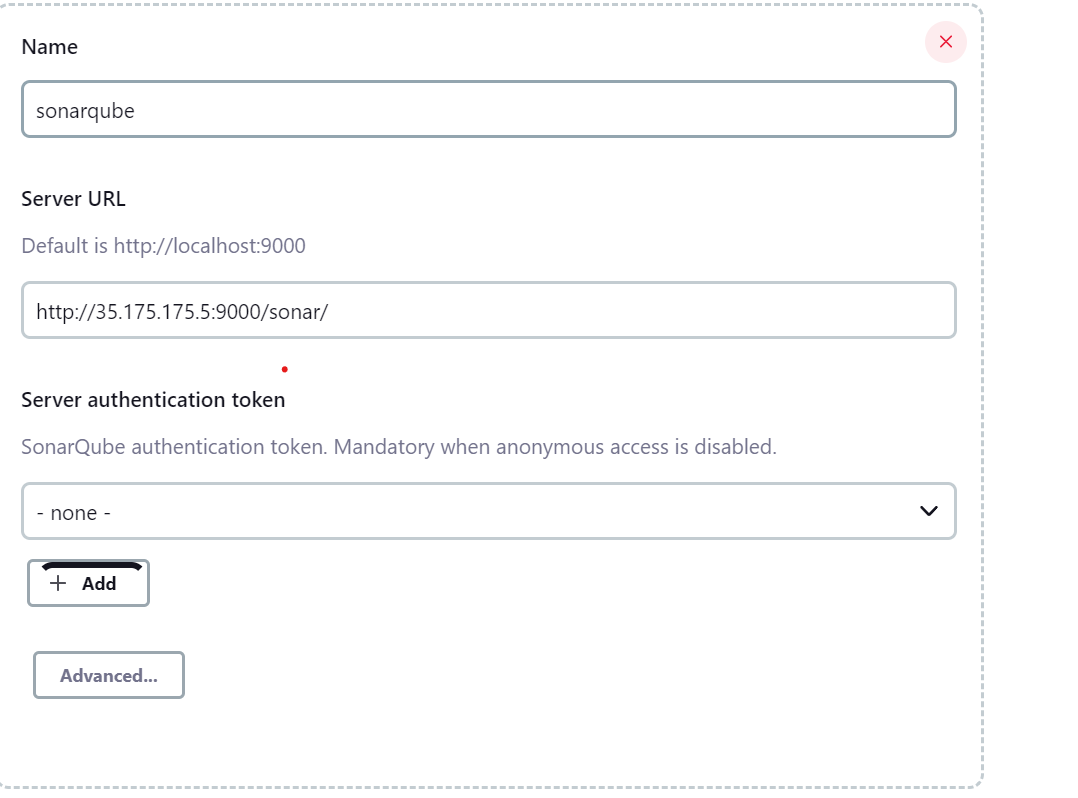 Name
sonarqube
Server URL
Default is http://localhost:9000
http://35.175.175.5:9000/sonar/
Server authentication token
SonarQube authentication token. Mandatory when anonymous access is disabled.
- none -
Add
Advanced...